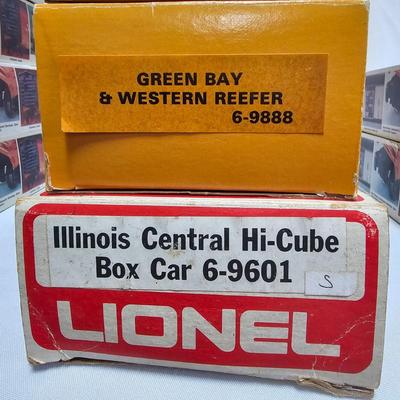 GREEN BAY
& WESTERN REEFER
6-9888
Illinois Central Hi-Cube
Box Car 6-9601
S
LIONEL